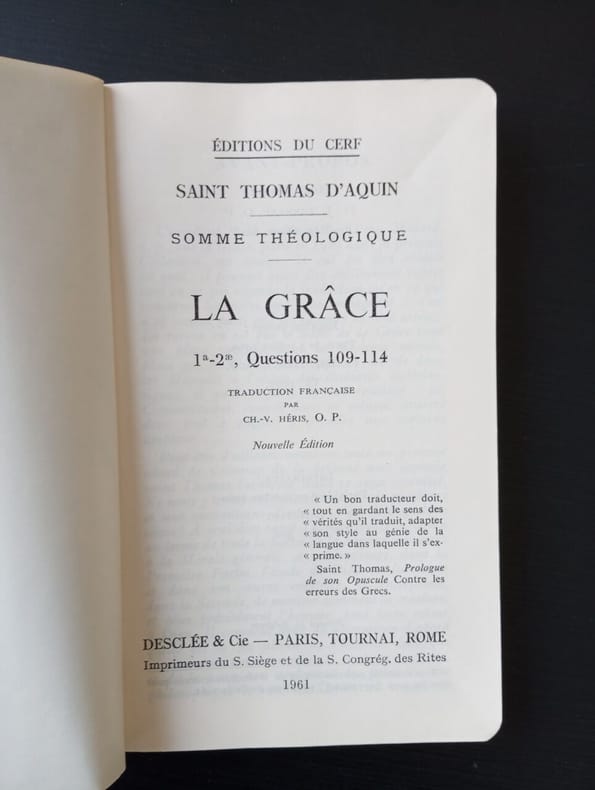 ÉDITIONS DU CERF
SAINT THOMAS D'AQUIN
SOMME THÉOLOGIQUE
LA GRÂCE
1ª-2æ, Questions 109-114
TRADUCTION FRANÇAISE
PAR
CH.-V. HÉRIS, O. P.
Nouvelle Édition
« Un bon traducteur doit,
« tout en gardant le sens des
« vérités qu'il traduit, adapter
« son style au génie de la
« langue dans laquelle il s'ex-
« prime. »
Saint Thomas, Prologue
de son Opuscule Contre les
erreurs des Grecs.
DESCLÉE & Cie — PARIS, TOURNAI, ROME
Imprimeurs du S. Siège et de la S. Congrég. des Rites
1961